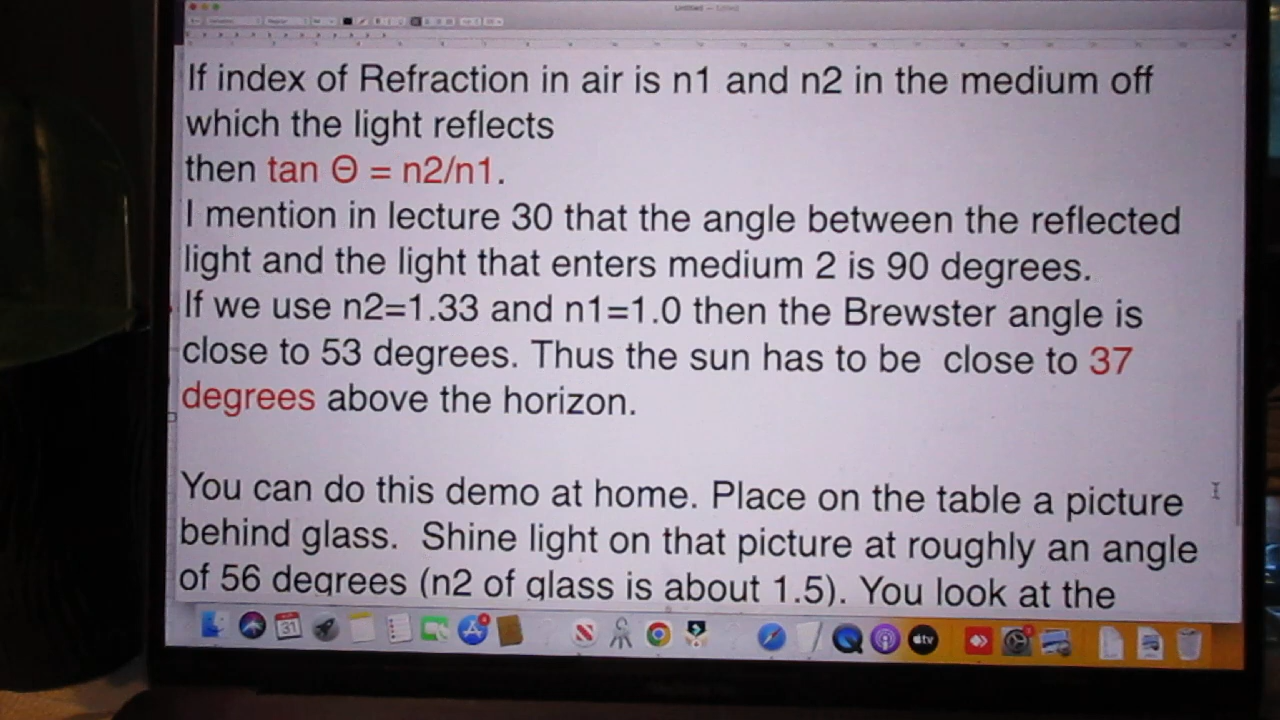 Untitled — Edited
If index of Refraction in air is n1 and n2 in the medium off
which the light reflects
then tan Θ = n2/n1.
I mention in lecture 30 that the angle between the reflected
light and the light that enters medium 2 is 90 degrees.
If we use n2=1.33 and n1=1.0 then the Brewster angle is
close to 53 degrees. Thus the sun has to be close to 37
degrees above the horizon.
You can do this demo at home. Place on the table a picture
behind glass. Shine light on that picture at roughly an angle
of 56 degrees (n2 of glass is about 1.5). You look at the
31
tv